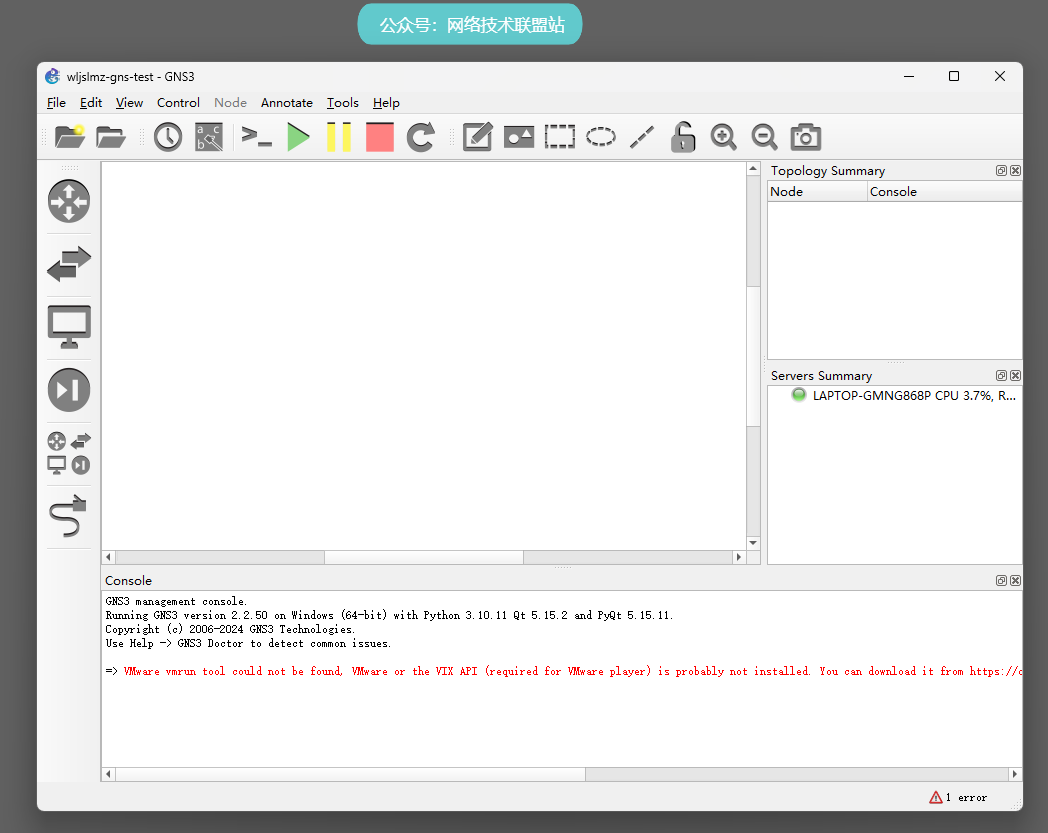 公众号：网络技术联盟站
wljslmz-gns-test - GNS3
File Edit View Control Node Annotate Tools Help
Topology Summary
Node Console
Servers Summary
LAPTOP-GMNG868P CPU 3.7%, R...
Console
GNS3 management console.
Running GNS3 version 2.2.50 on Windows (64-bit) with Python 3.10.11 Qt 5.15.2 and PyQt 5.15.11.
Copyright (c) 2006-2024 GNS3 Technologies.
Use Help -> GNS3 Doctor to detect common issues.
=> VMware vmrun tool could not be found, VMware or the VIX API (required for VMware player) is probably not installed. You can download it from https://c
1 error